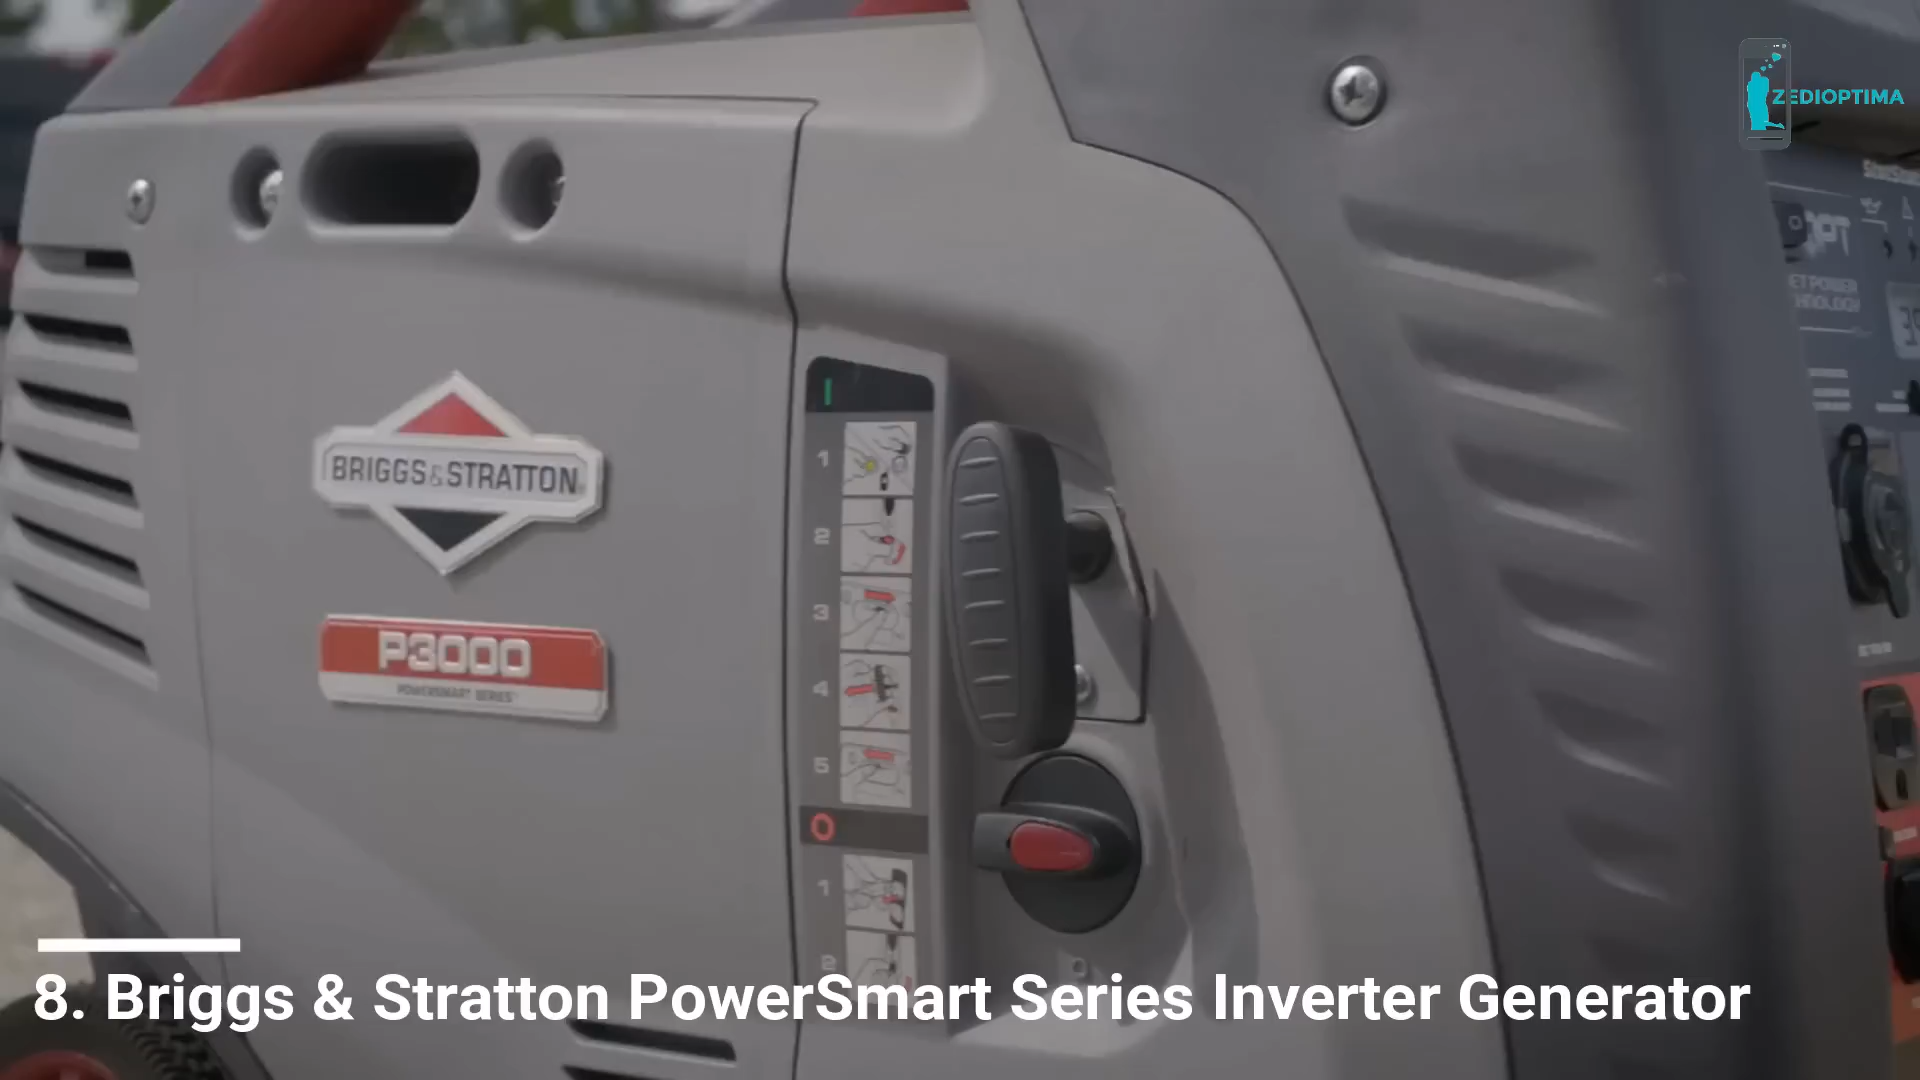 ZEDIOPTIMA
BRIGGS & STRATTON
P3000
POWERSMART SERIES
1
2
3
4
5
O
1
2
8. Briggs & Stratton PowerSmart Series Inverter Generator